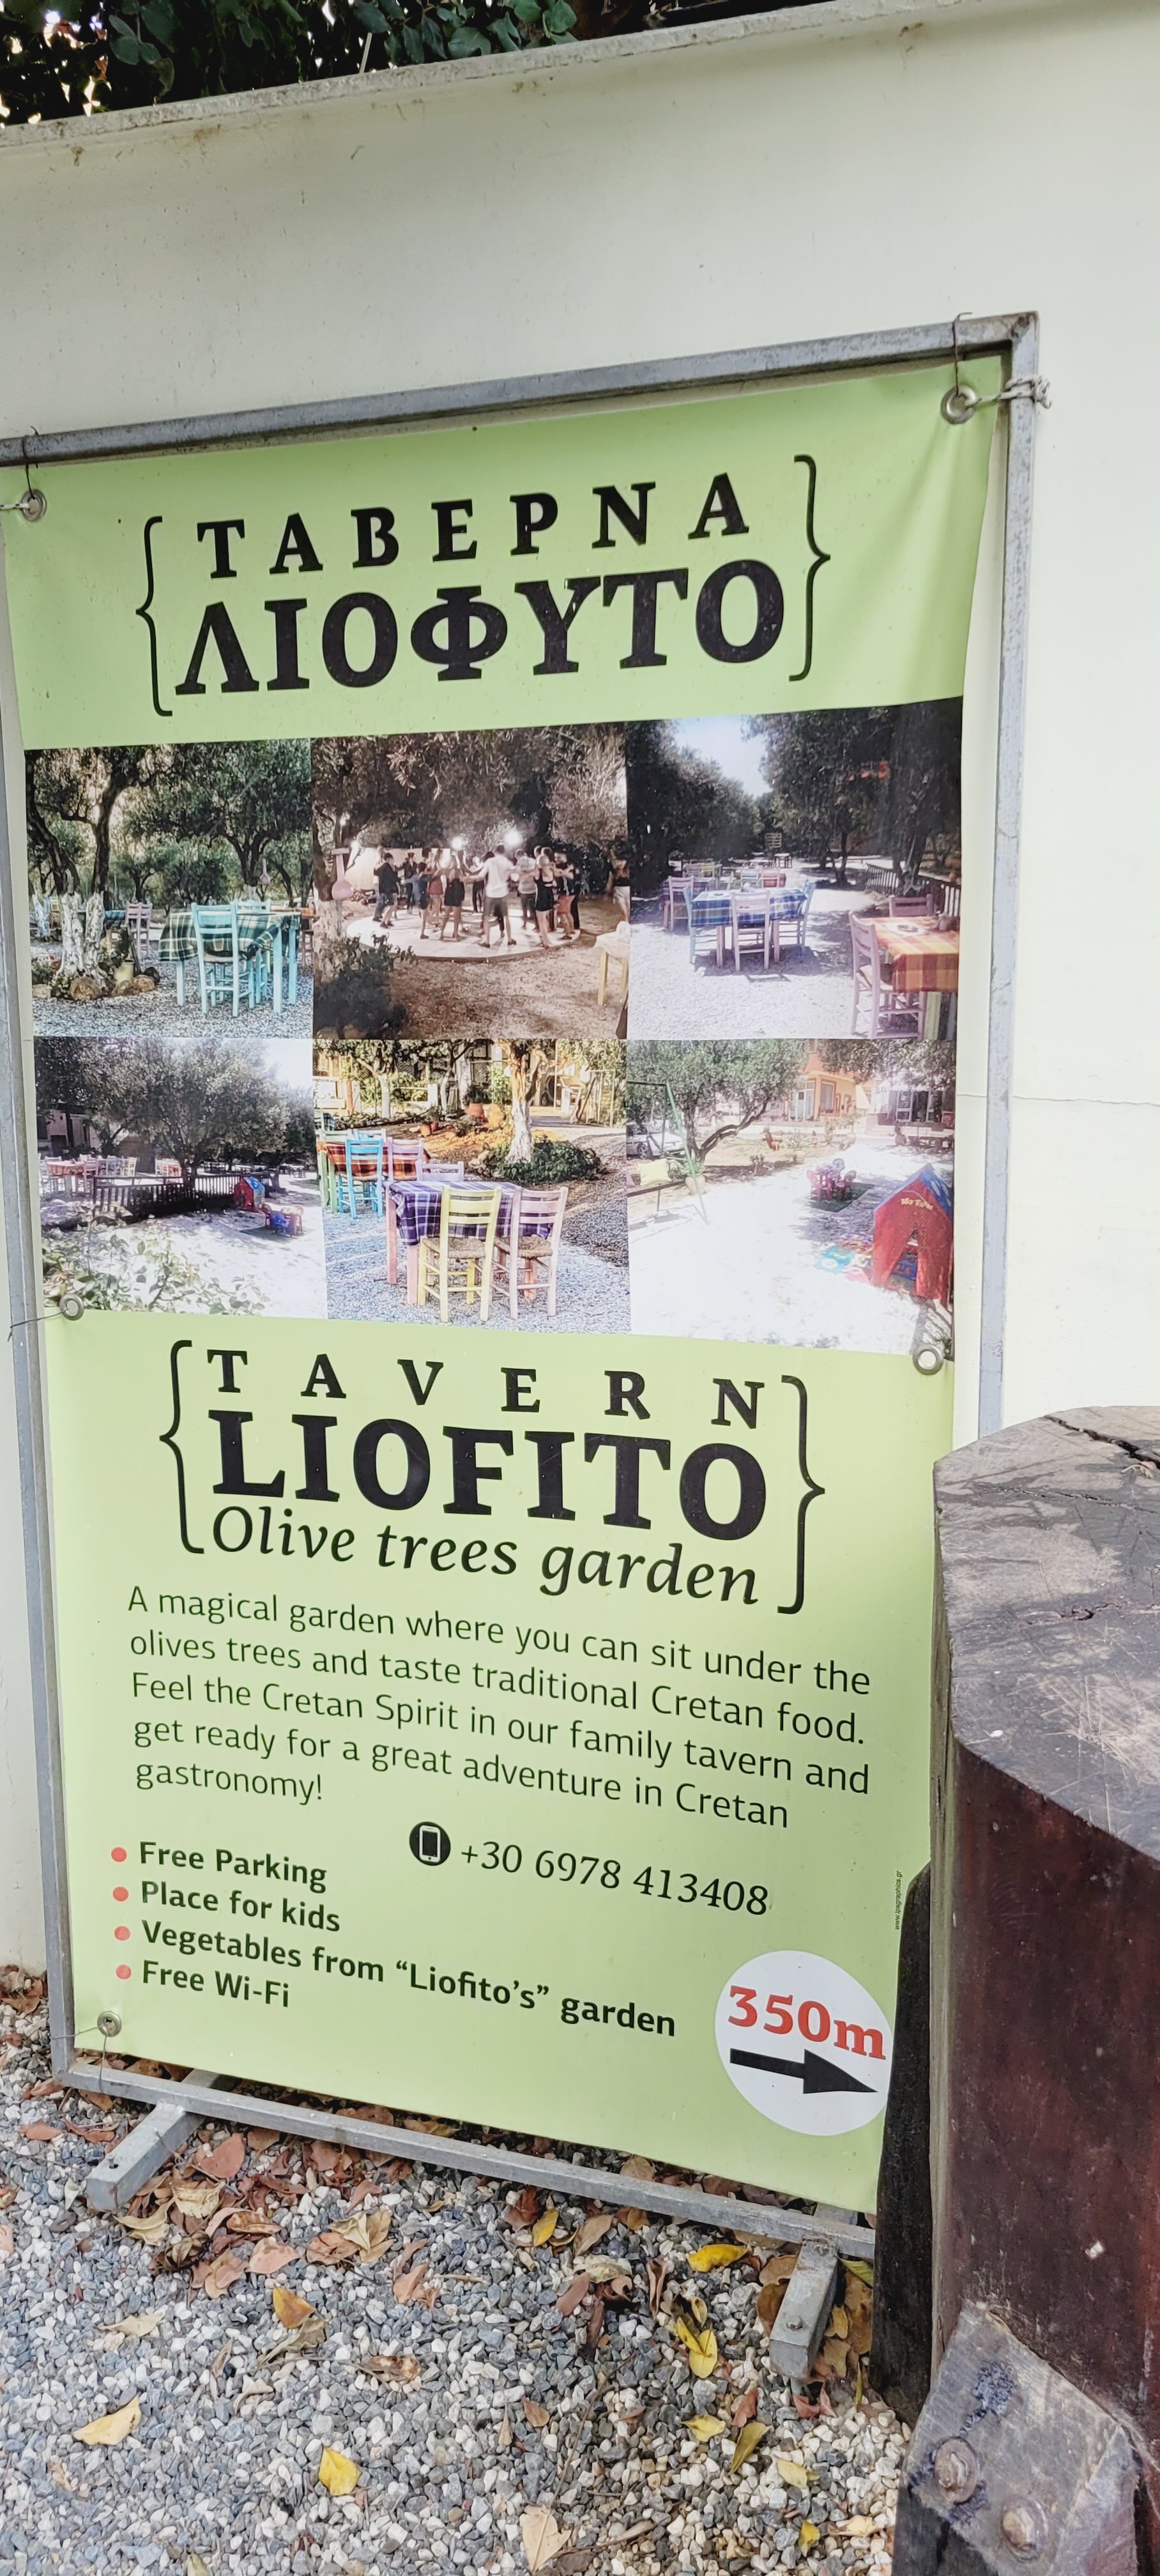 ΤΑΒΕΡΝΑ
ΛΙΟΦΥΤΟ
TAVERN
LIOFITO
Olive trees garden
A magical garden where you can sit under the
olives trees and taste traditional Cretan food.
Feel the Cretan Spirit in our family tavern and
get ready for a great adventure in Cretan
gastronomy!
+30 6978 413408
Free Parking
Place for kids
Vegetables from “Liofito’s” garden
Free Wi-Fi
350m